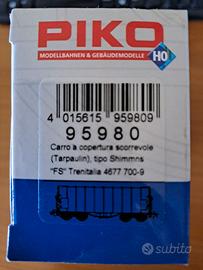 PIKO
MODELLBAHNEN & GEBÄUDEMODELLE
H0
4 015615 959809
95980
Carro a copertura scorrevole
(Tarpaulin), tipo Shimmns
"FS" Trenitalia 4677 700-9
subito